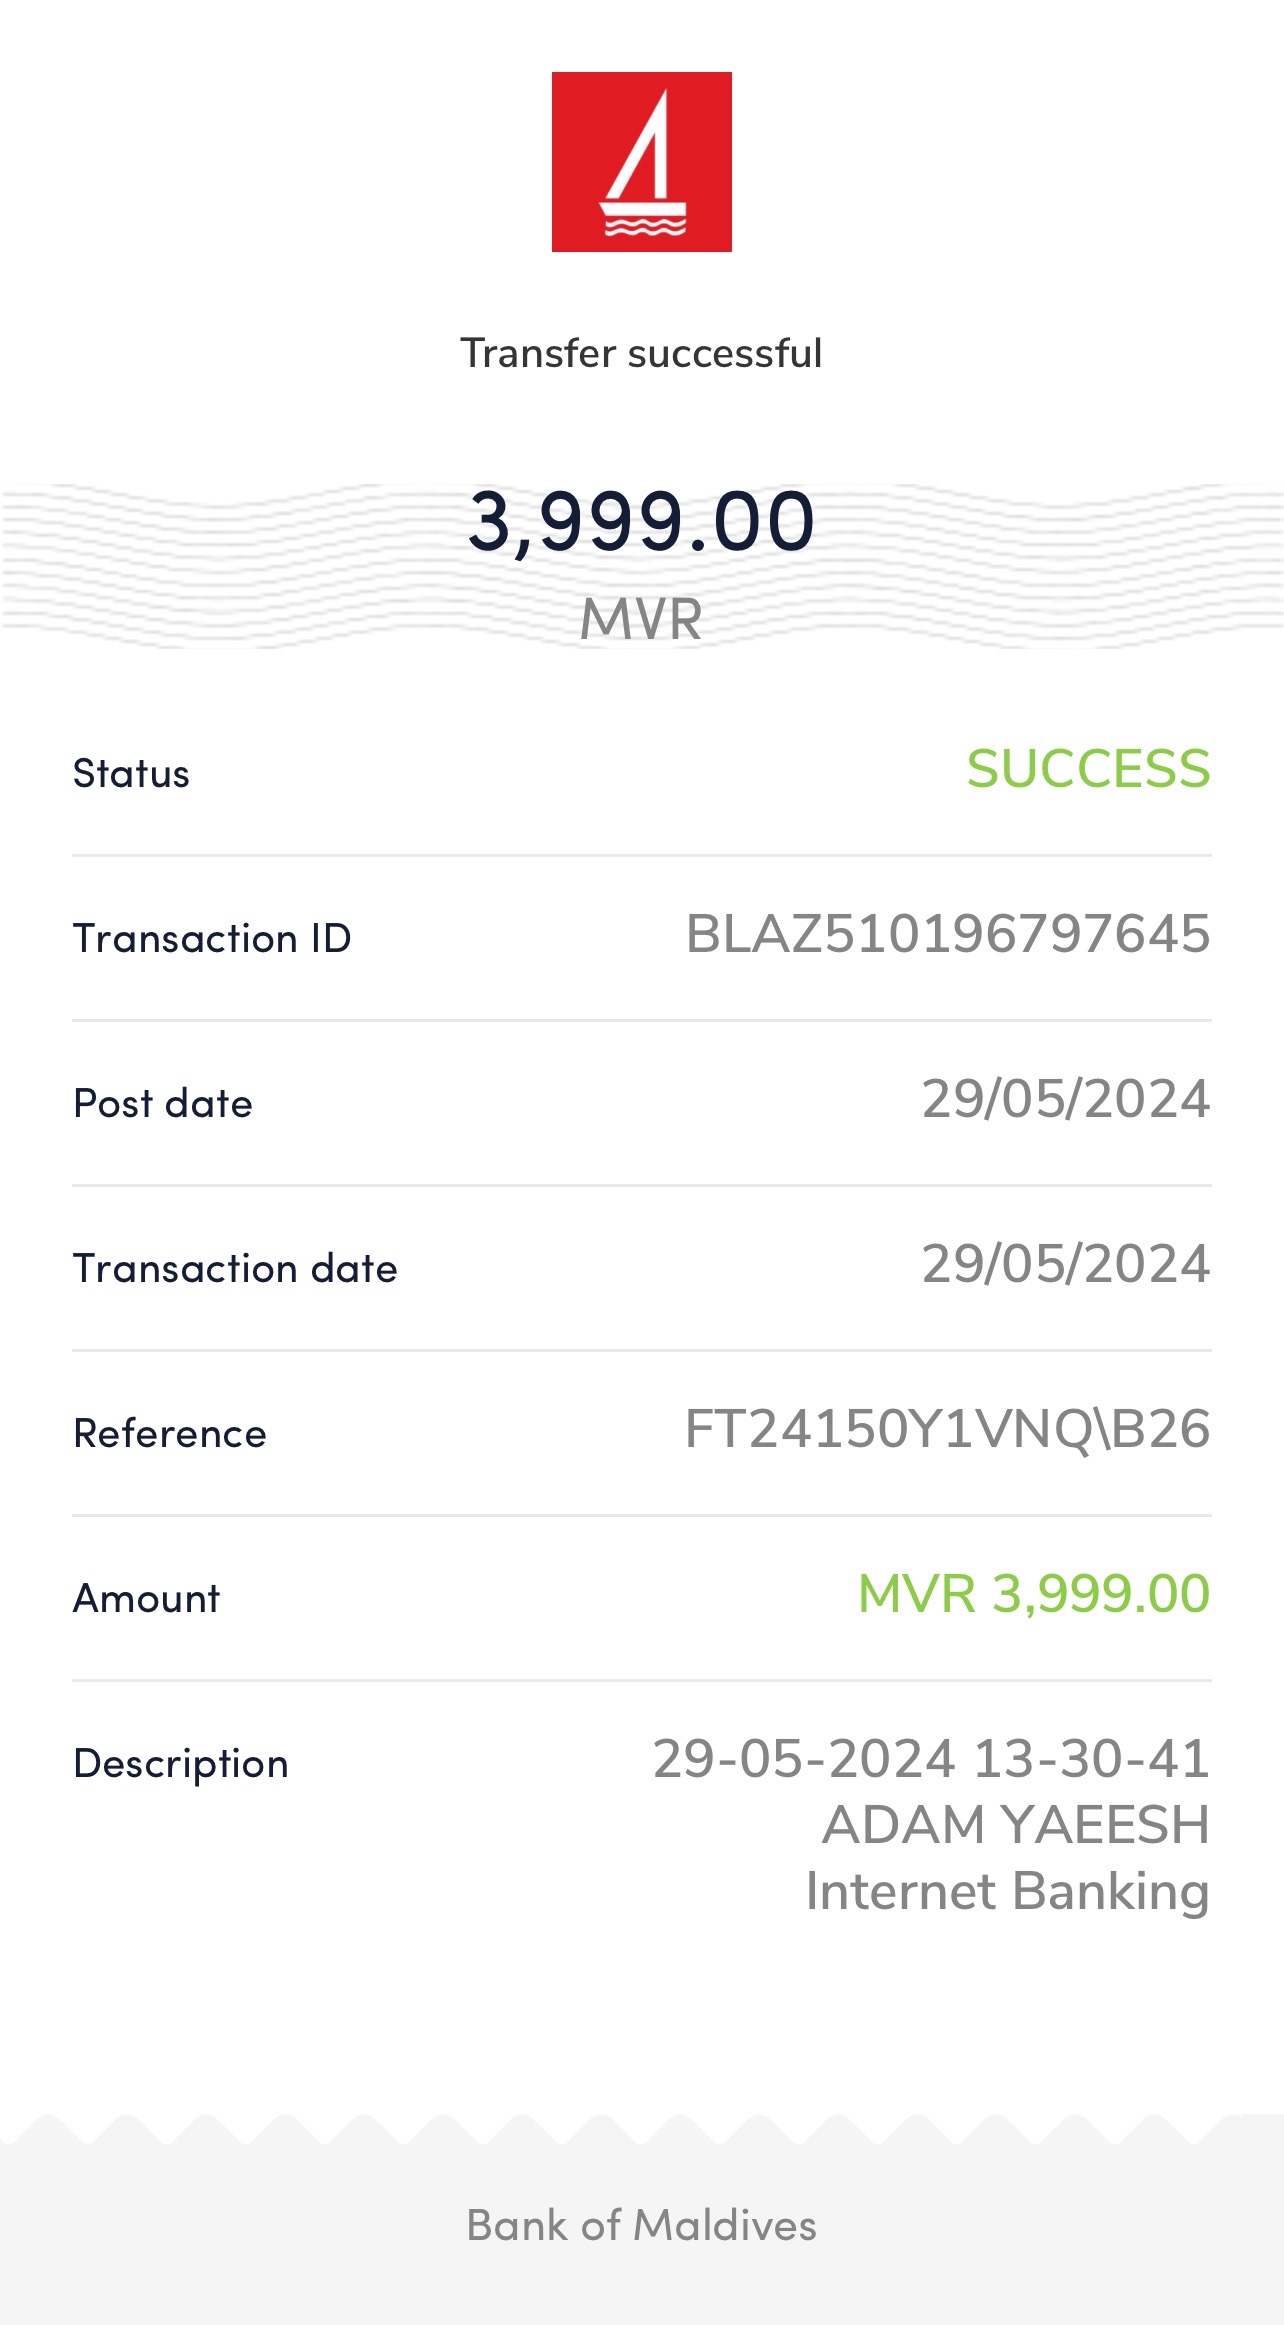 Transfer successful
3,999.00
MVR
Status SUCCESS
Transaction ID BLAZ510196797645
Post date 29/05/2024
Transaction date 29/05/2024
Reference FT24150Y1VNQ\B26
Amount MVR 3,999.00
Description 29-05-2024 13-30-41
ADAM YAEESH
Internet Banking
Bank of Maldives